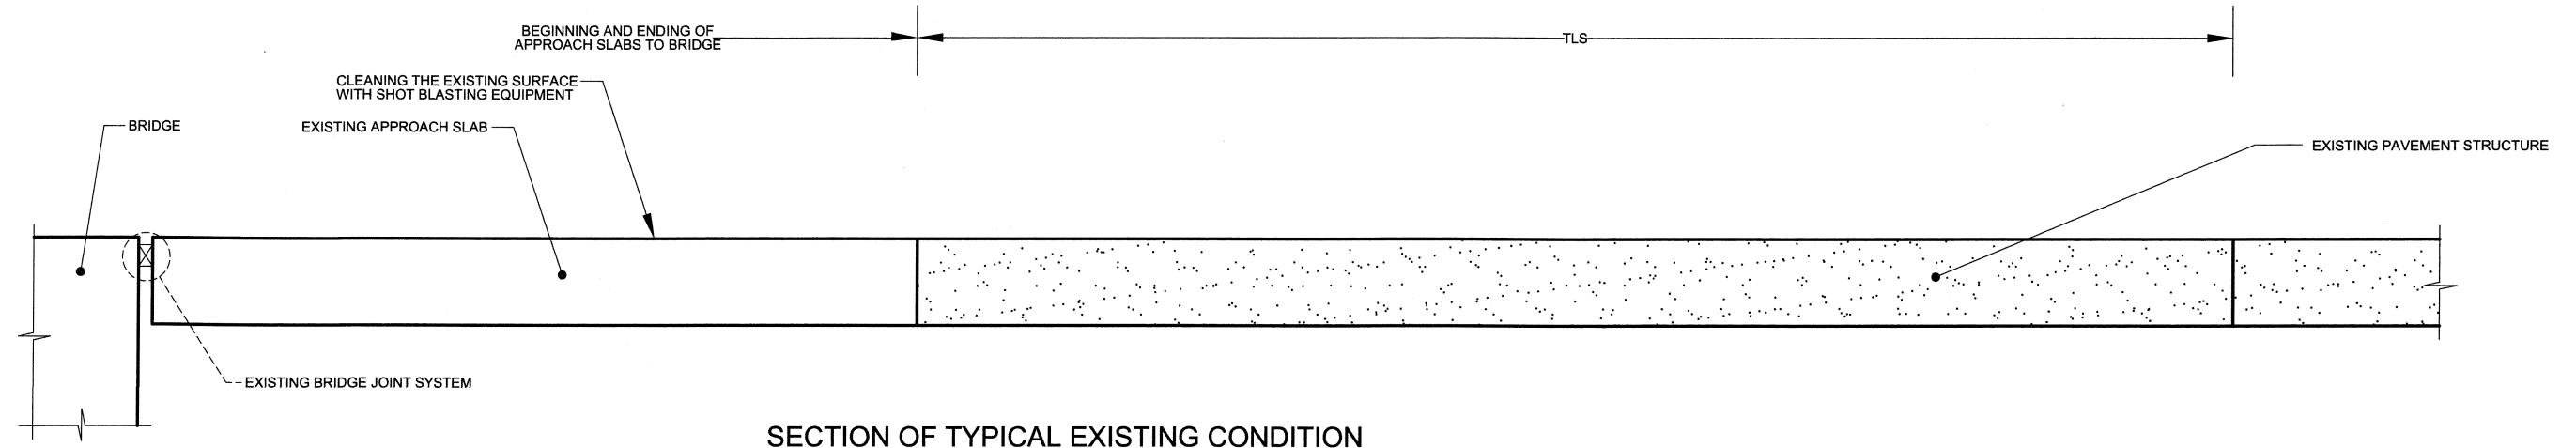 BEGINNING AND ENDING OF
APPROACH SLABS TO BRIDGE
TLS
CLEANING THE EXISTING SURFACE
WITH SHOT BLASTING EQUIPMENT
BRIDGE
EXISTING APPROACH SLAB
EXISTING PAVEMENT STRUCTURE
EXISTING BRIDGE JOINT SYSTEM
SECTION OF TYPICAL EXISTING CONDITION